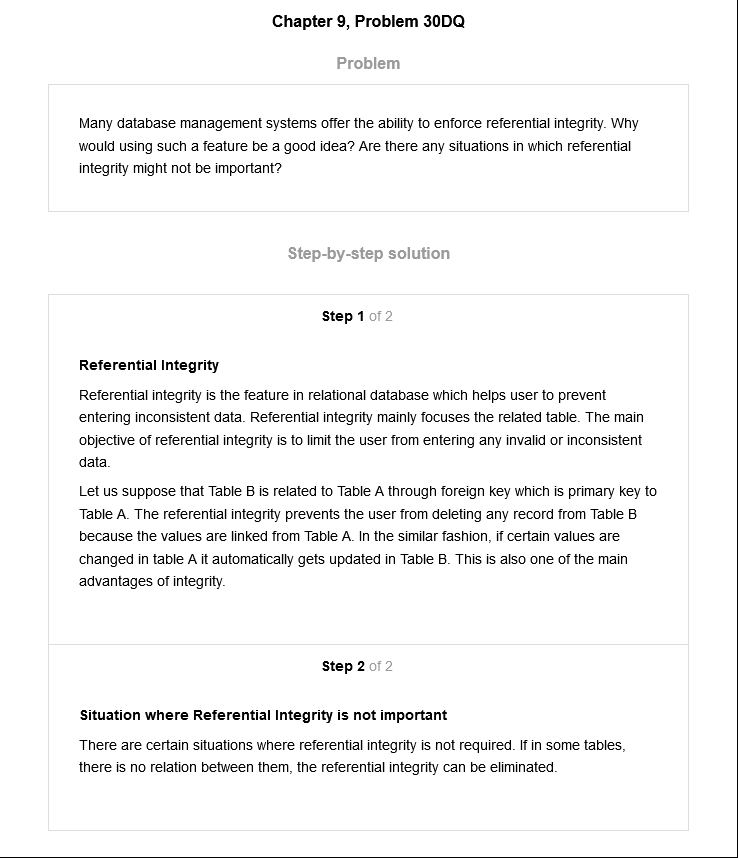 Chapter 9, Problem 30DQ
Problem
Many database management systems offer the ability to enforce referential integrity. Why
would using such a feature be a good idea? Are there any situations in which referential
integrity might not be important?
Step-by-step solution
Step 1 of 2
Referential Integrity
Referential integrity is the feature in relational database which helps user to prevent
entering inconsistent data. Referential integrity mainly focuses the related table. The main
objective of referential integrity is to limit the user from entering any invalid or inconsistent
data.
Let us suppose that Table B is related to Table A through foreign key which is primary key to
Table A. The referential integrity prevents the user from deleting any record from Table B
because the values are linked from Table A. In the similar fashion, if certain values are
changed in table A it automatically gets updated in Table B. This is also one of the main
advantages of integrity.
Step 2 of 2
Situation where Referential Integrity is not important
There are certain situations where referential integrity is not required. If in some tables,
there is no relation between them, the referential integrity can be eliminated.